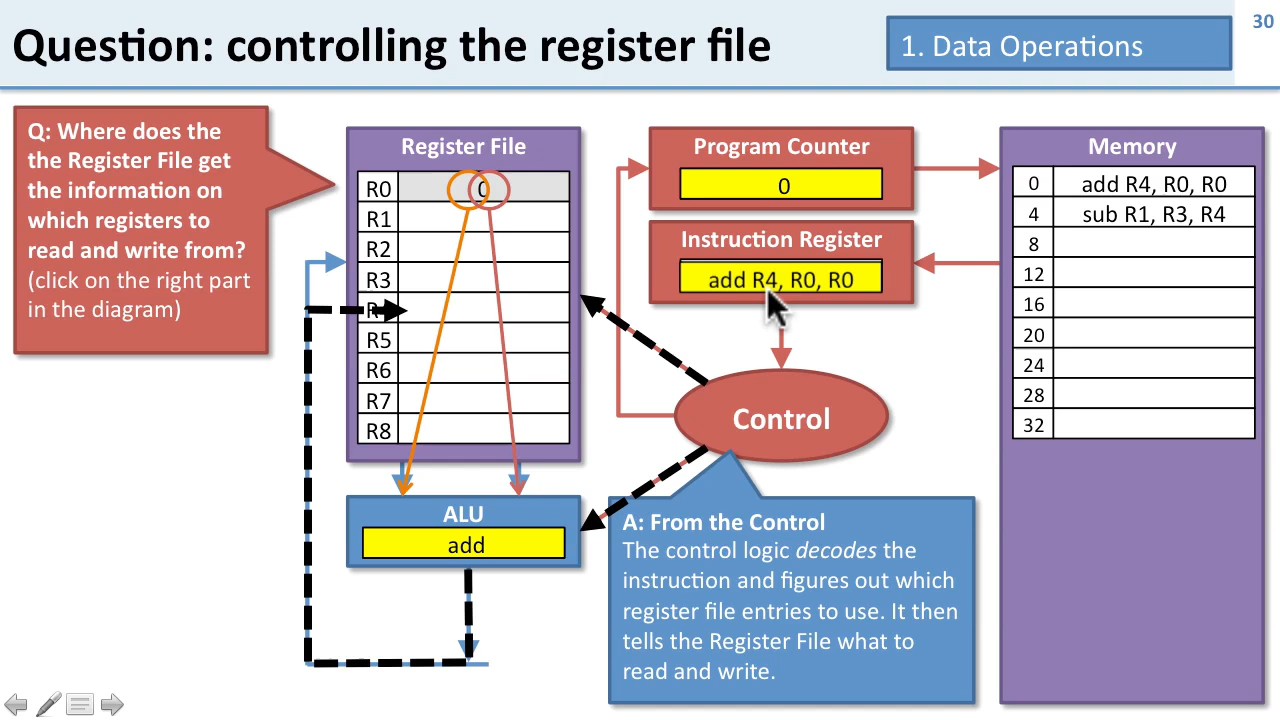 Question: controlling the register file
1. Data Operations
30
Q: Where does the
the Register File get
the information on
which registers to
read and write from?
(click on the right part
in the diagram)
Register File
R0 0
R1
R2
R3
R5
R6
R7
R8
ALU
add
Program Counter
0
Instruction Register
add R4, R0, R0
Control
A: From the Control
The control logic decodes the
instruction and figures out which
register file entries to use. It then
tells the Register File what to
read and write.
Memory
0 add R4, R0, R0
4 sub R1, R3, R4
8
12
16
20
24
28
32